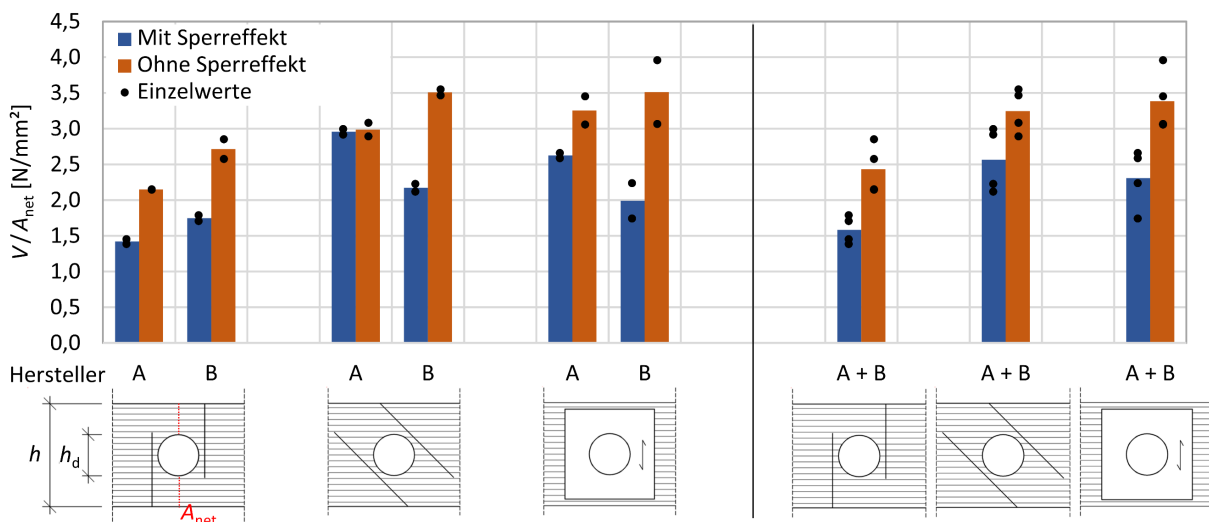 4,5
4,0
3,5
3,0
2,5
2,0
1,5
1,0
0,5
0,0
V/A_net [N/mm²]
Mit Sperreffekt
Ohne Sperreffekt
Einzelwerte
Hersteller A B A B A B A + B A + B A + B
h
h_d
A_net